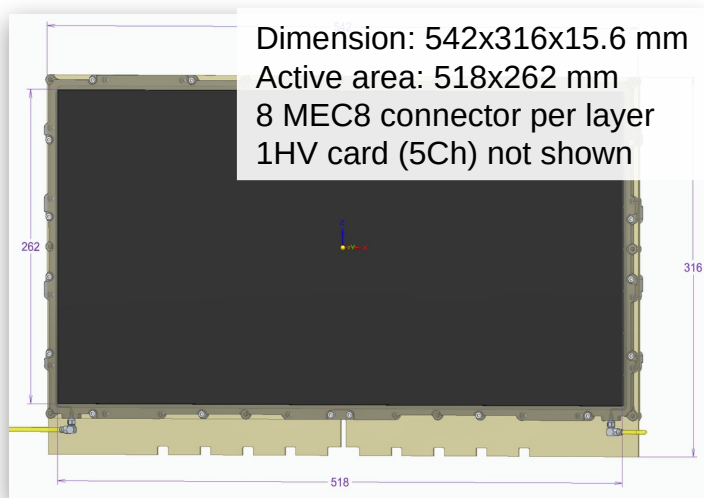 Dimension: 542x316x15.6 mm
Active area: 518x262 mm
8 MEC8 connector per layer
1HV card (5Ch) not shown
262
316
Z
Y
X
518